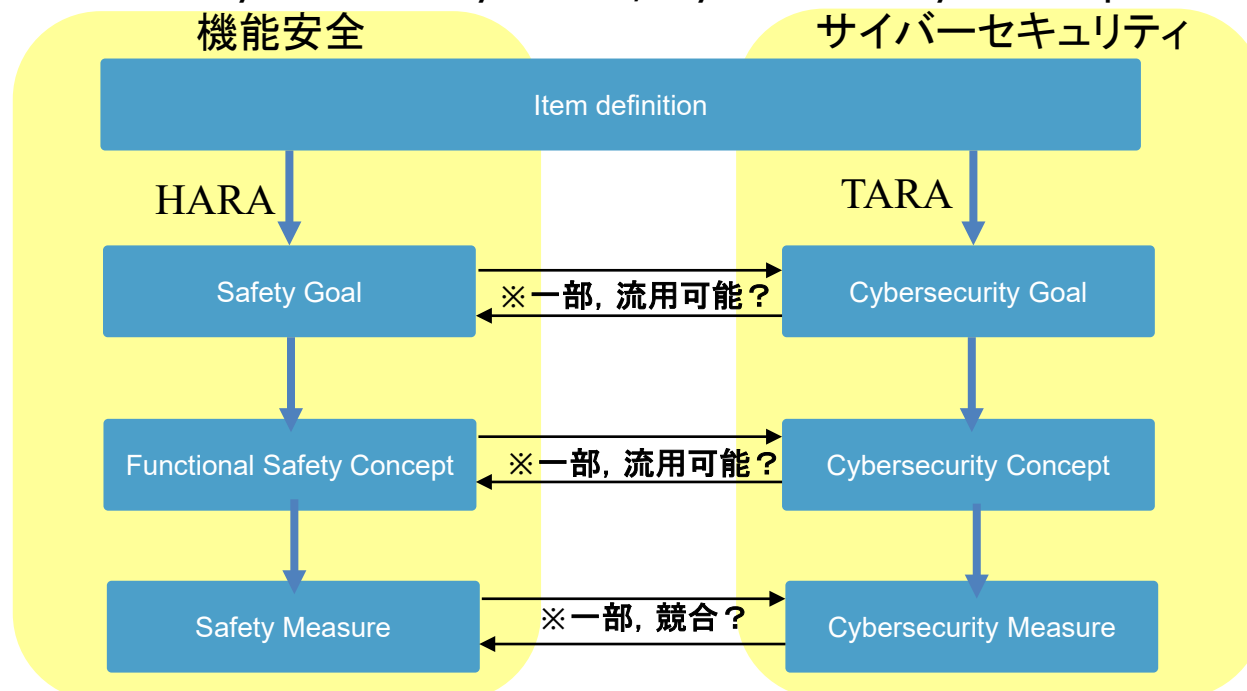 機能安全
サイバーセキュリティ
Item definition
HARA
TARA
Safety Goal
※一部,流用可能?
Cybersecurity Goal
Functional Safety Concept
※一部,流用可能?
Cybersecurity Concept
Safety Measure
※一部,競合?
Cybersecurity Measure